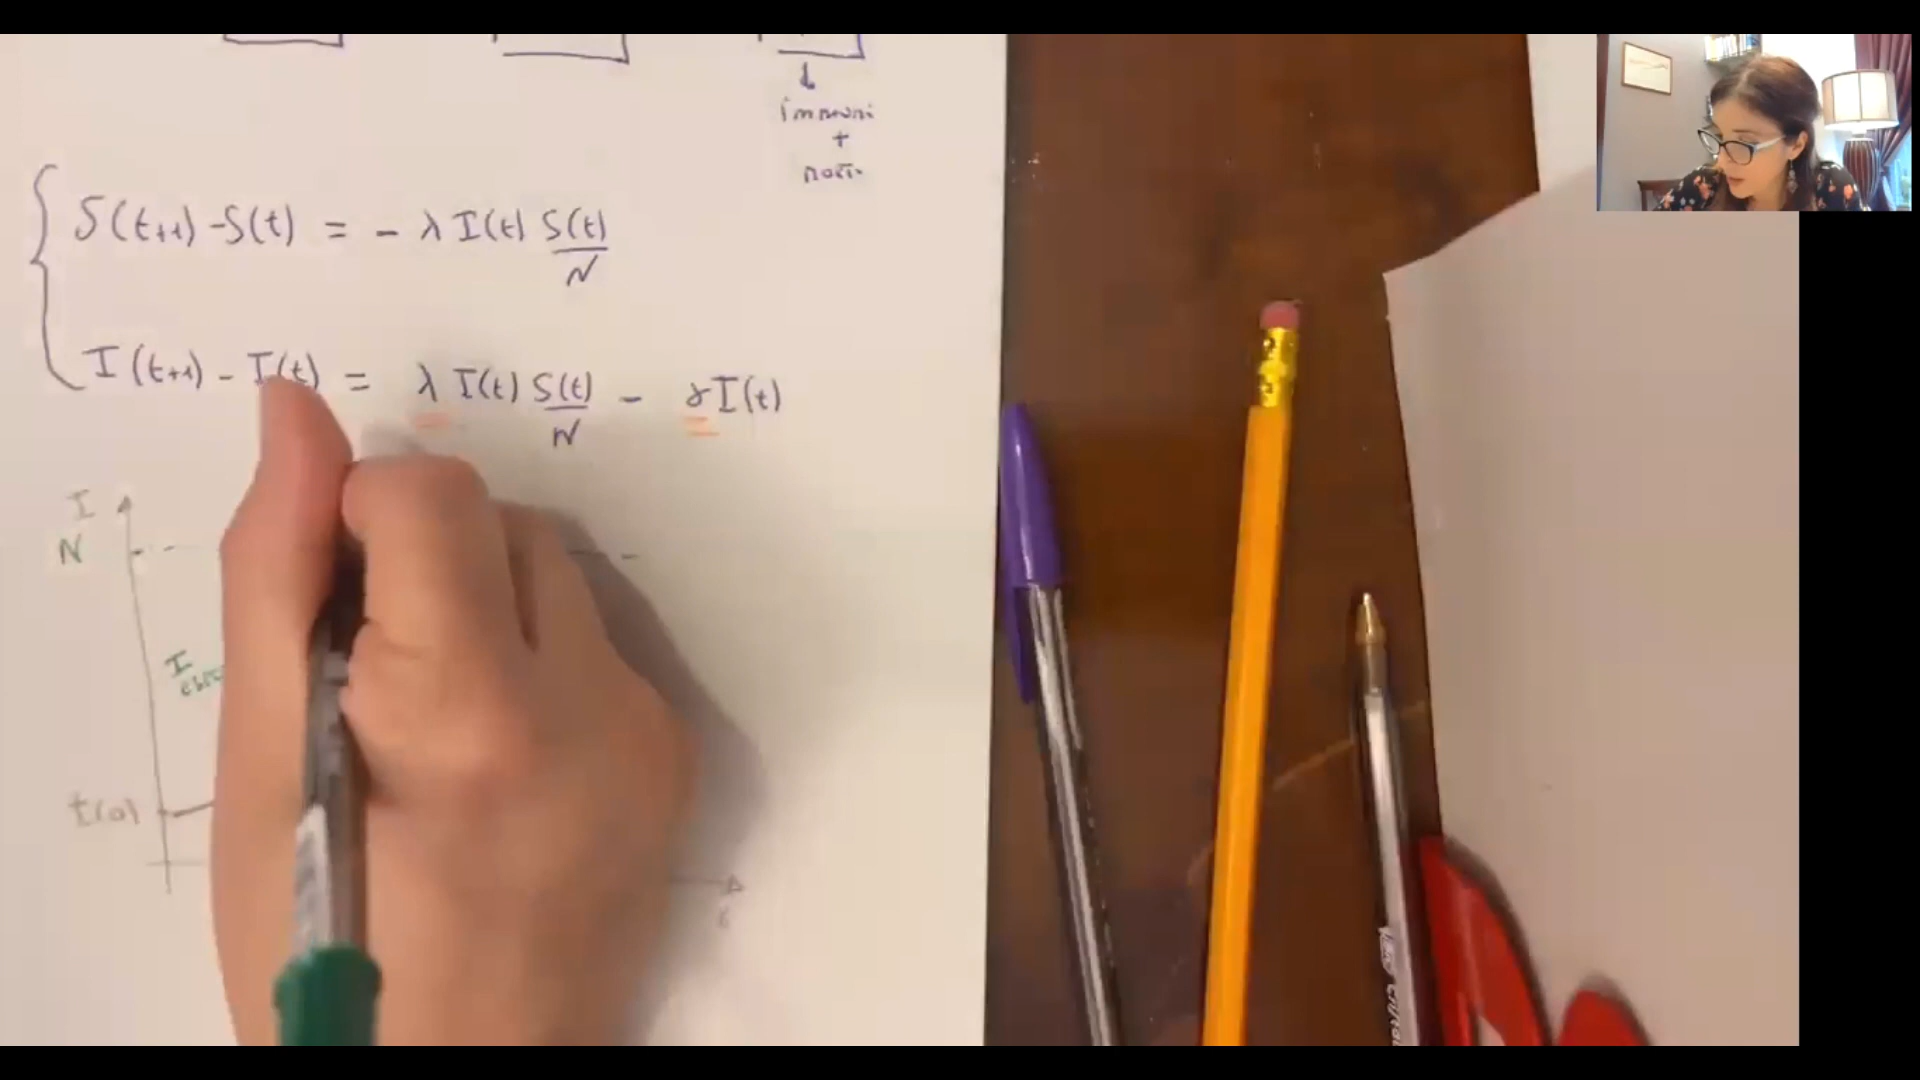 immuni
+
morti
S(t+1) - S(t) = - λ I(t) S(t)/N
I(t+1) - I(t) = λ I(t) S(t)/N - γ I(t)
I
N
I
I(0)
t